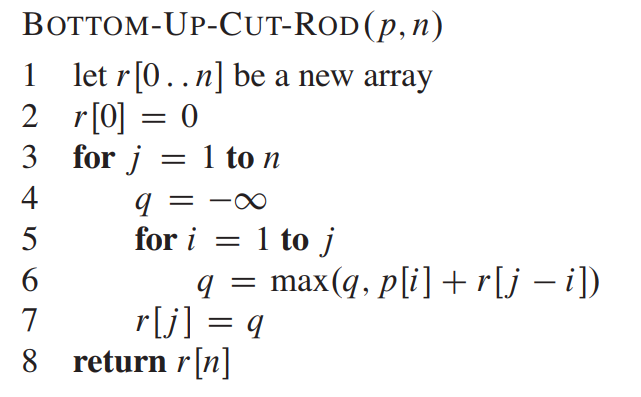 BOTTOM-UP-CUT-ROD(p, n)
1 let r[0..n] be a new array
2 r[0] = 0
3 for j = 1 to n
4 q = −∞
5 for i = 1 to j
6 q = max(q, p[i] + r[j − i])
7 r[j] = q
8 return r[n]